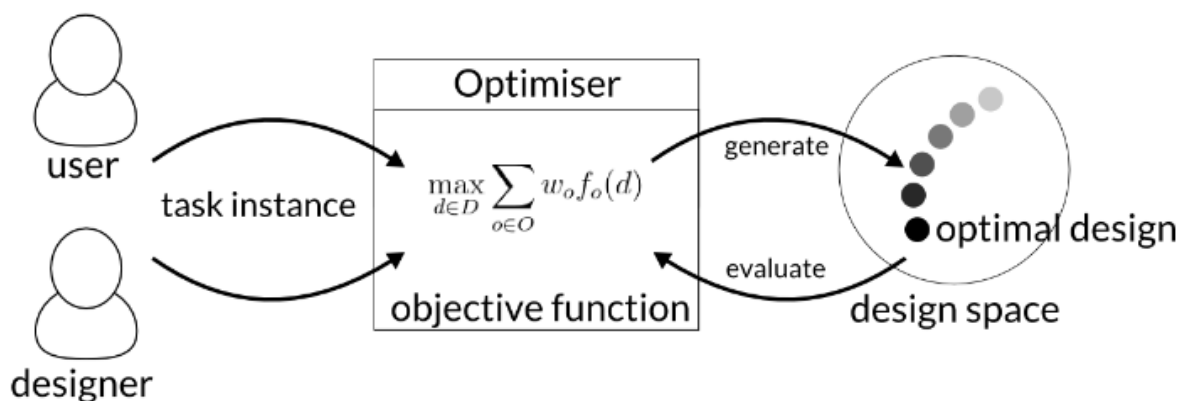 user
designer
task instance
Optimiser
max d∈D ∑ o∈O w_o f_o(d)
objective function
generate
evaluate
optimal design
design space